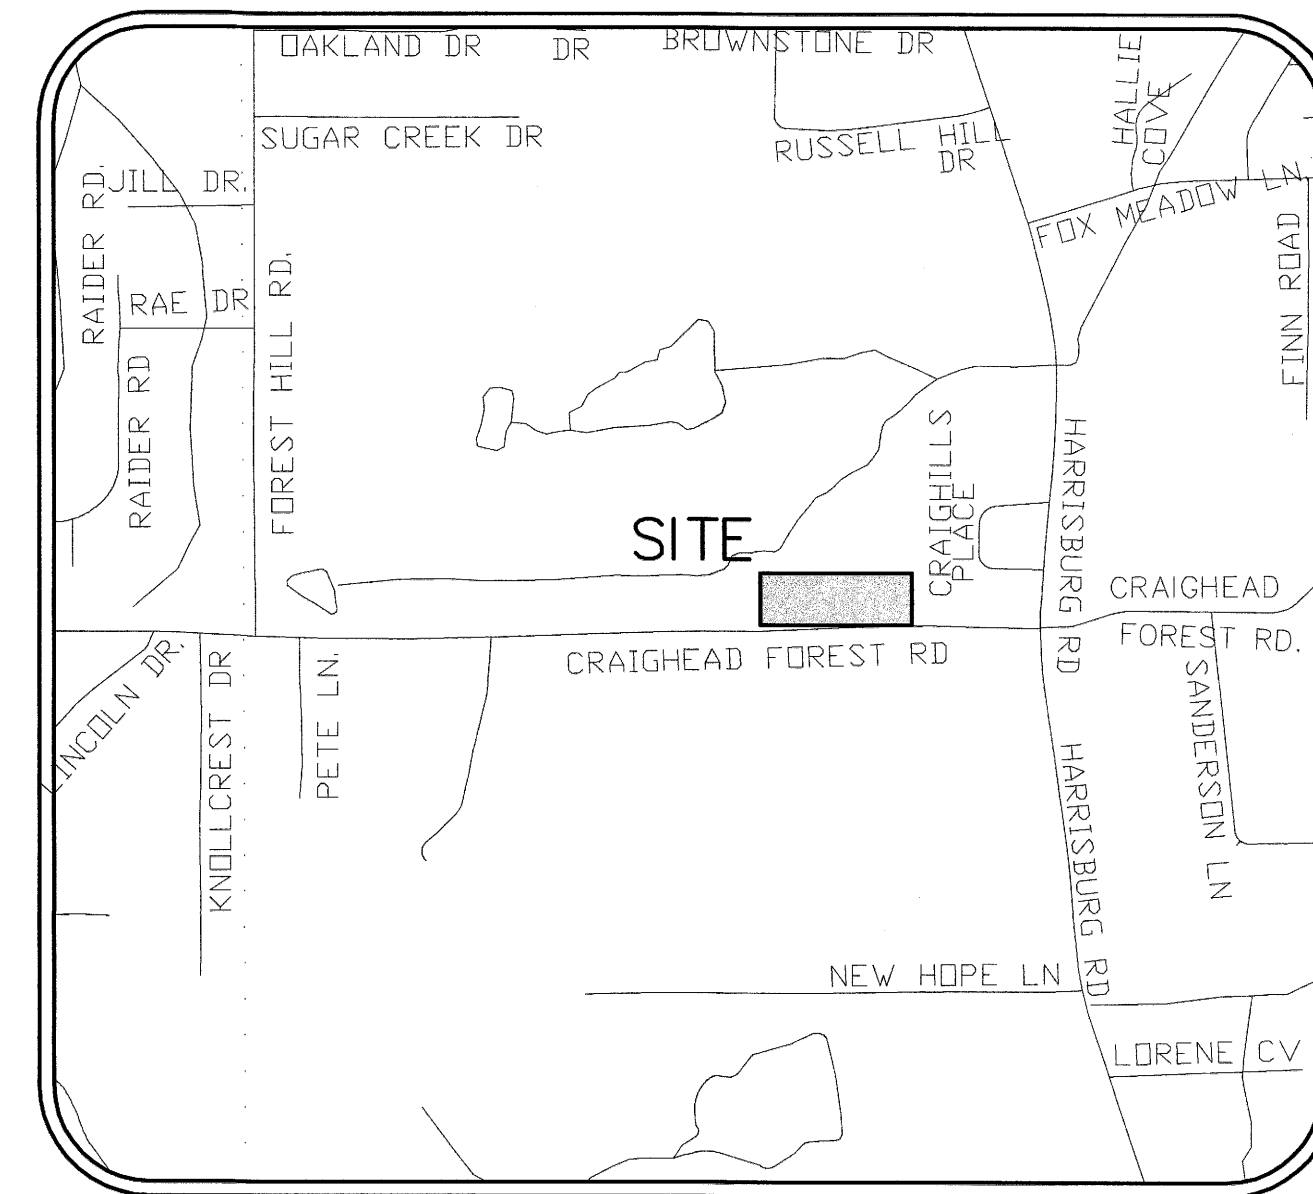 OAKLAND DR
DR
BROWNSTONE DR
HALLIE
COVE
SUGAR CREEK DR
RUSSELL HILL
DR
JILL DR.
RAIDER RD.
FOX MEADOW LN.
FINN ROAD
RAE DR
FOREST HILL RD.
RAIDER RD
CRAIGHILLS
PLACE
HARRISBURG RD
SITE
CRAIGHEAD
FOREST RD.
CRAIGHEAD FOREST RD
LINCOLN DR.
KNOLLCREST DR
PETE LN.
SANDERSON LN
HARRISBURG RD
NEW HOPE LN
LORENE CV